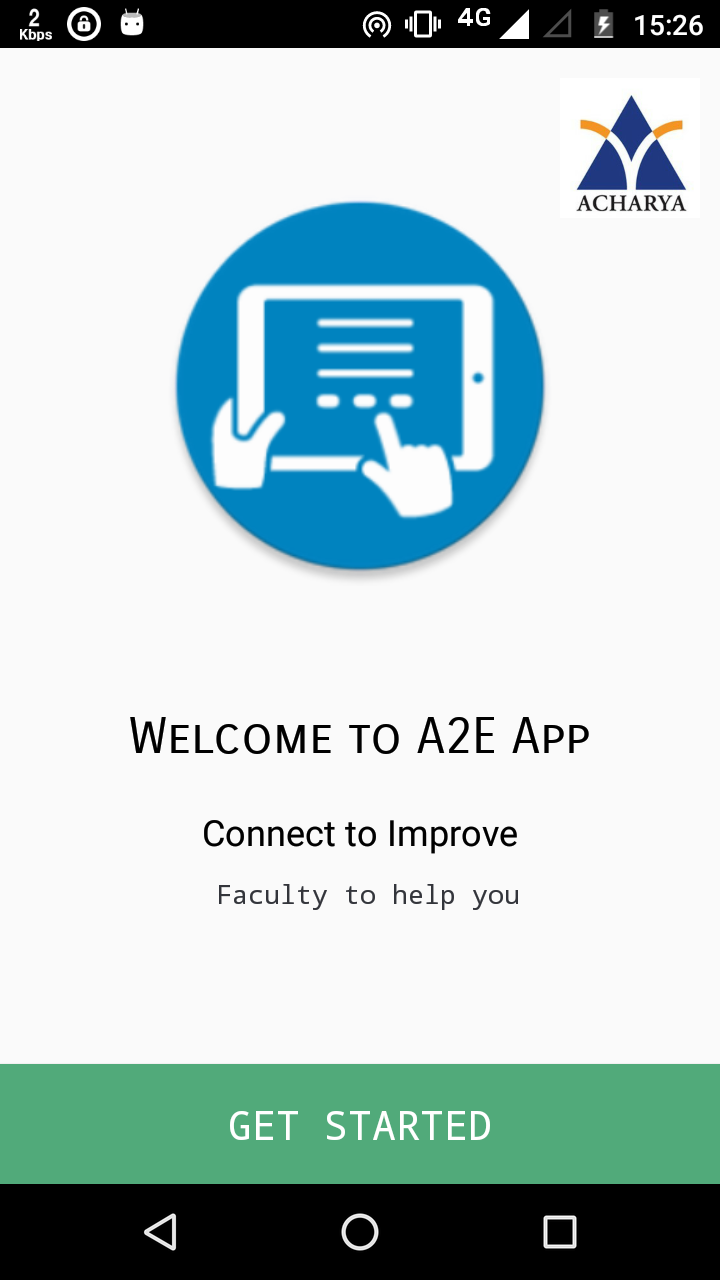 2
Kbps
4G
15:26
ACHARYA
WELCOME TO A2E APP
Connect to Improve
Faculty to help you
GET STARTED